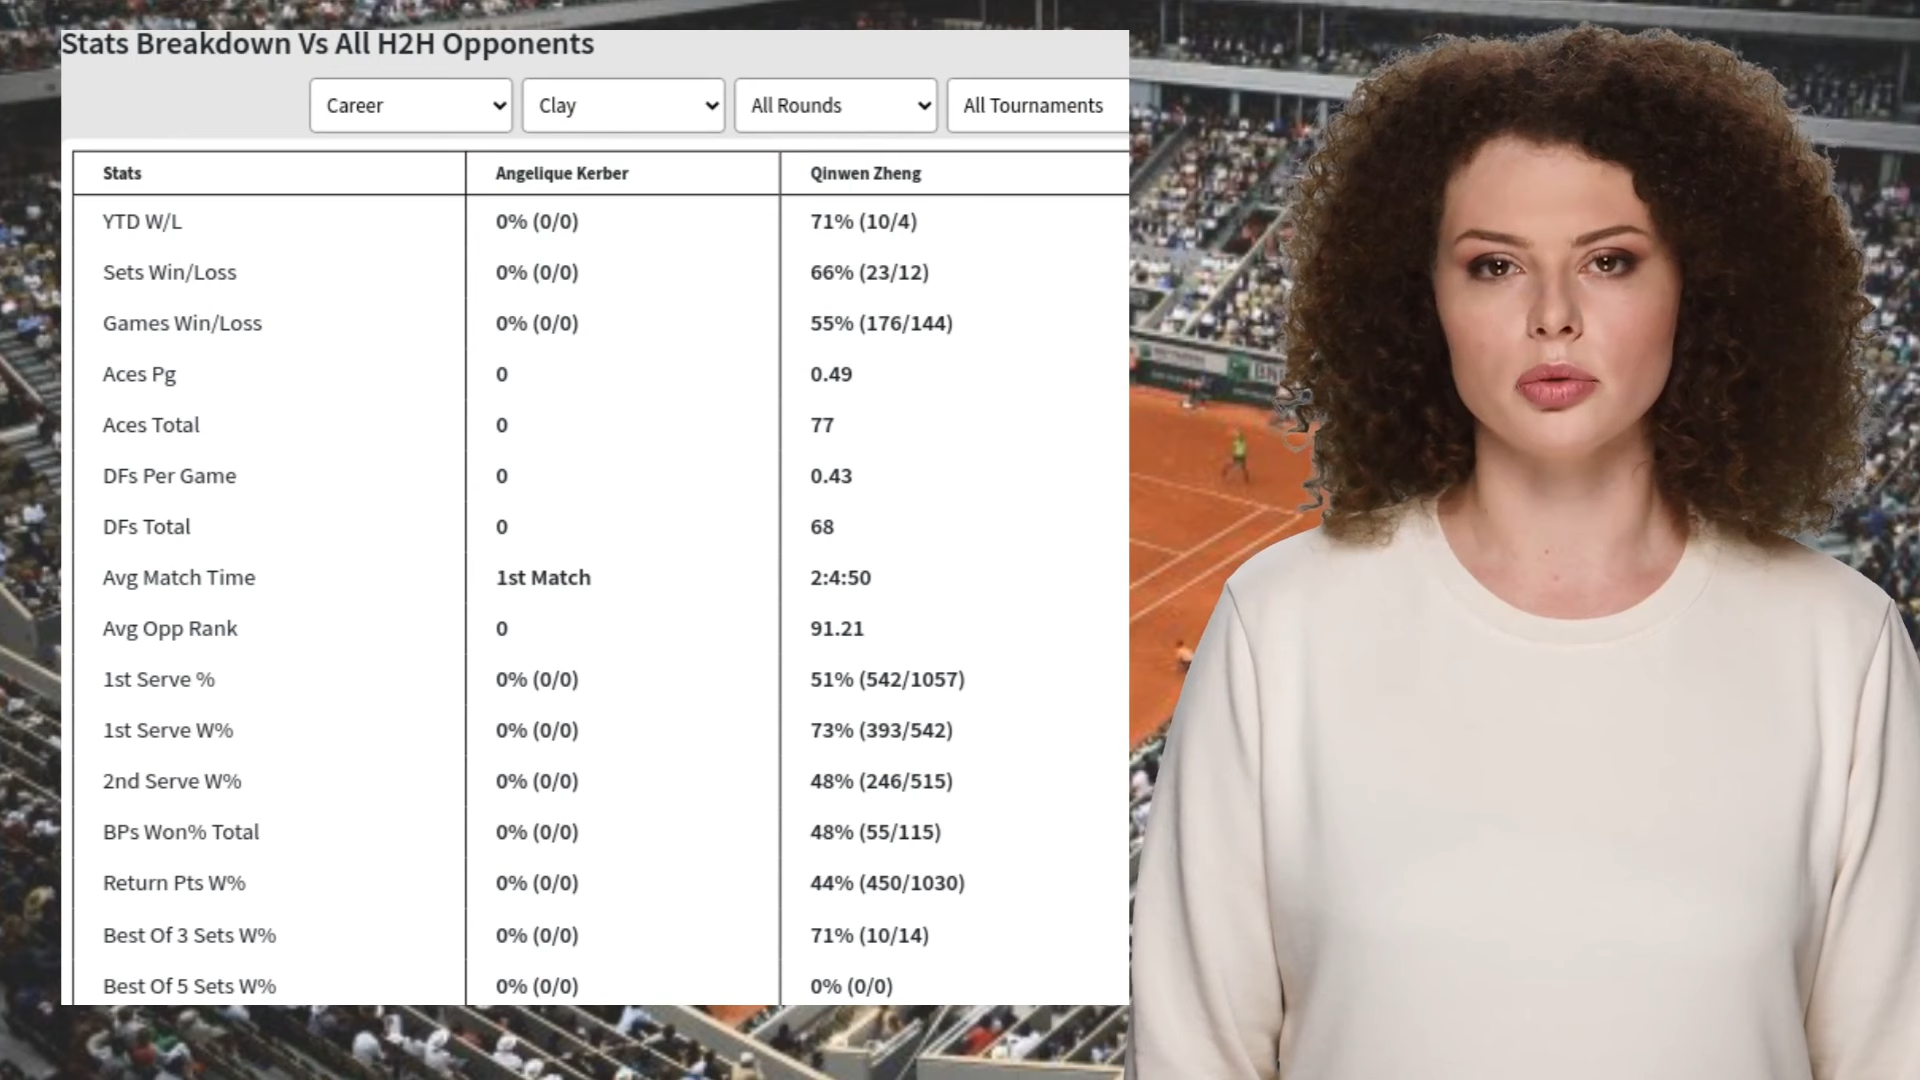 Stats Breakdown Vs All H2H Opponents
Career Clay All Rounds All Tournaments
Stats Angelique Kerber Qinwen Zheng
YTD W/L 0% (0/0) 71% (10/4)
Sets Win/Loss 0% (0/0) 66% (23/12)
Games Win/Loss 0% (0/0) 55% (176/144)
Aces Pg 0 0.49
Aces Total 0 77
DFs Per Game 0 0.43
DFs Total 0 68
Avg Match Time 1st Match 2:4:50
Avg Opp Rank 0 91.21
1st Serve % 0% (0/0) 51% (542/1057)
1st Serve W% 0% (0/0) 73% (393/542)
2nd Serve W% 0% (0/0) 48% (246/515)
BPs Won% Total 0% (0/0) 48% (55/115)
Return Pts W% 0% (0/0) 44% (450/1030)
Best Of 3 Sets W% 0% (0/0) 71% (10/14)
Best Of 5 Sets W% 0% (0/0) 0% (0/0)